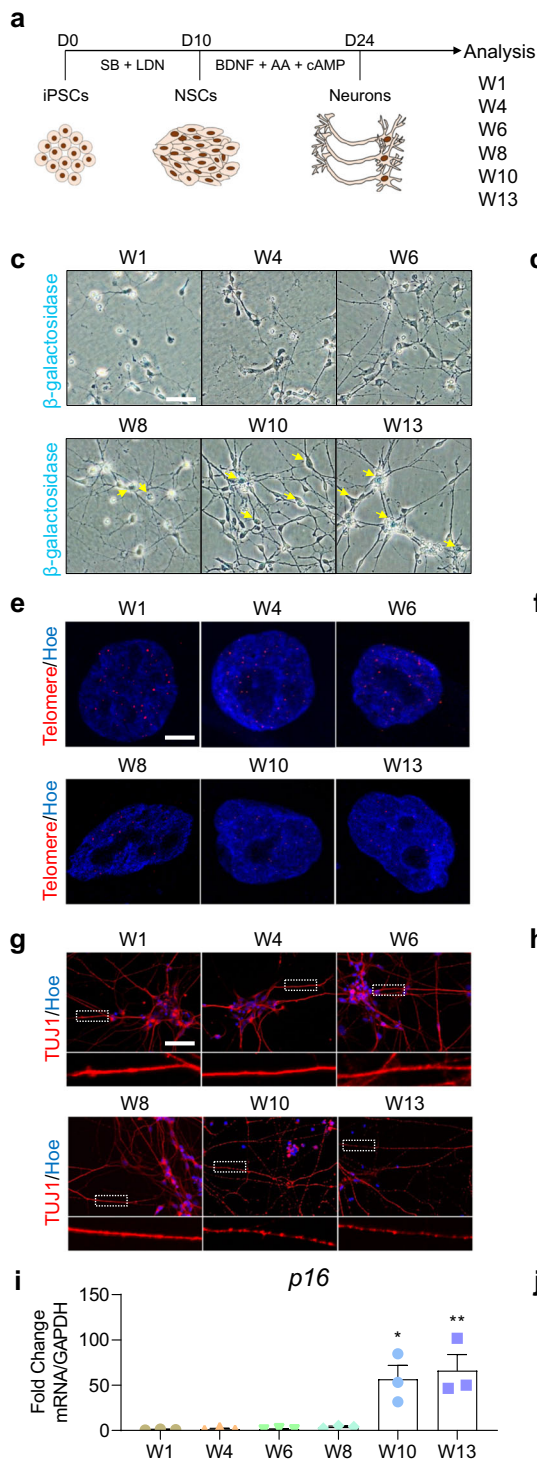 a
D0 D10 D24
Analysis
SB + LDN BDNF + AA + cAMP
iPSCs NSCs Neurons
W1
W4
W6
W8
W10
W13
c
W1 W4 W6
β-galactosidase
W8 W10 W13
β-galactosidase
e
W1 W4 W6
Telomere/Hoe
W8 W10 W13
Telomere/Hoe
g
W1 W4 W6
TUJ1/Hoe
W8 W10 W13
TUJ1/Hoe
i
j
p16
Fold Change
mRNA/GAPDH
150
100
50
0
*
**
W1 W4 W6 W8 W10 W13